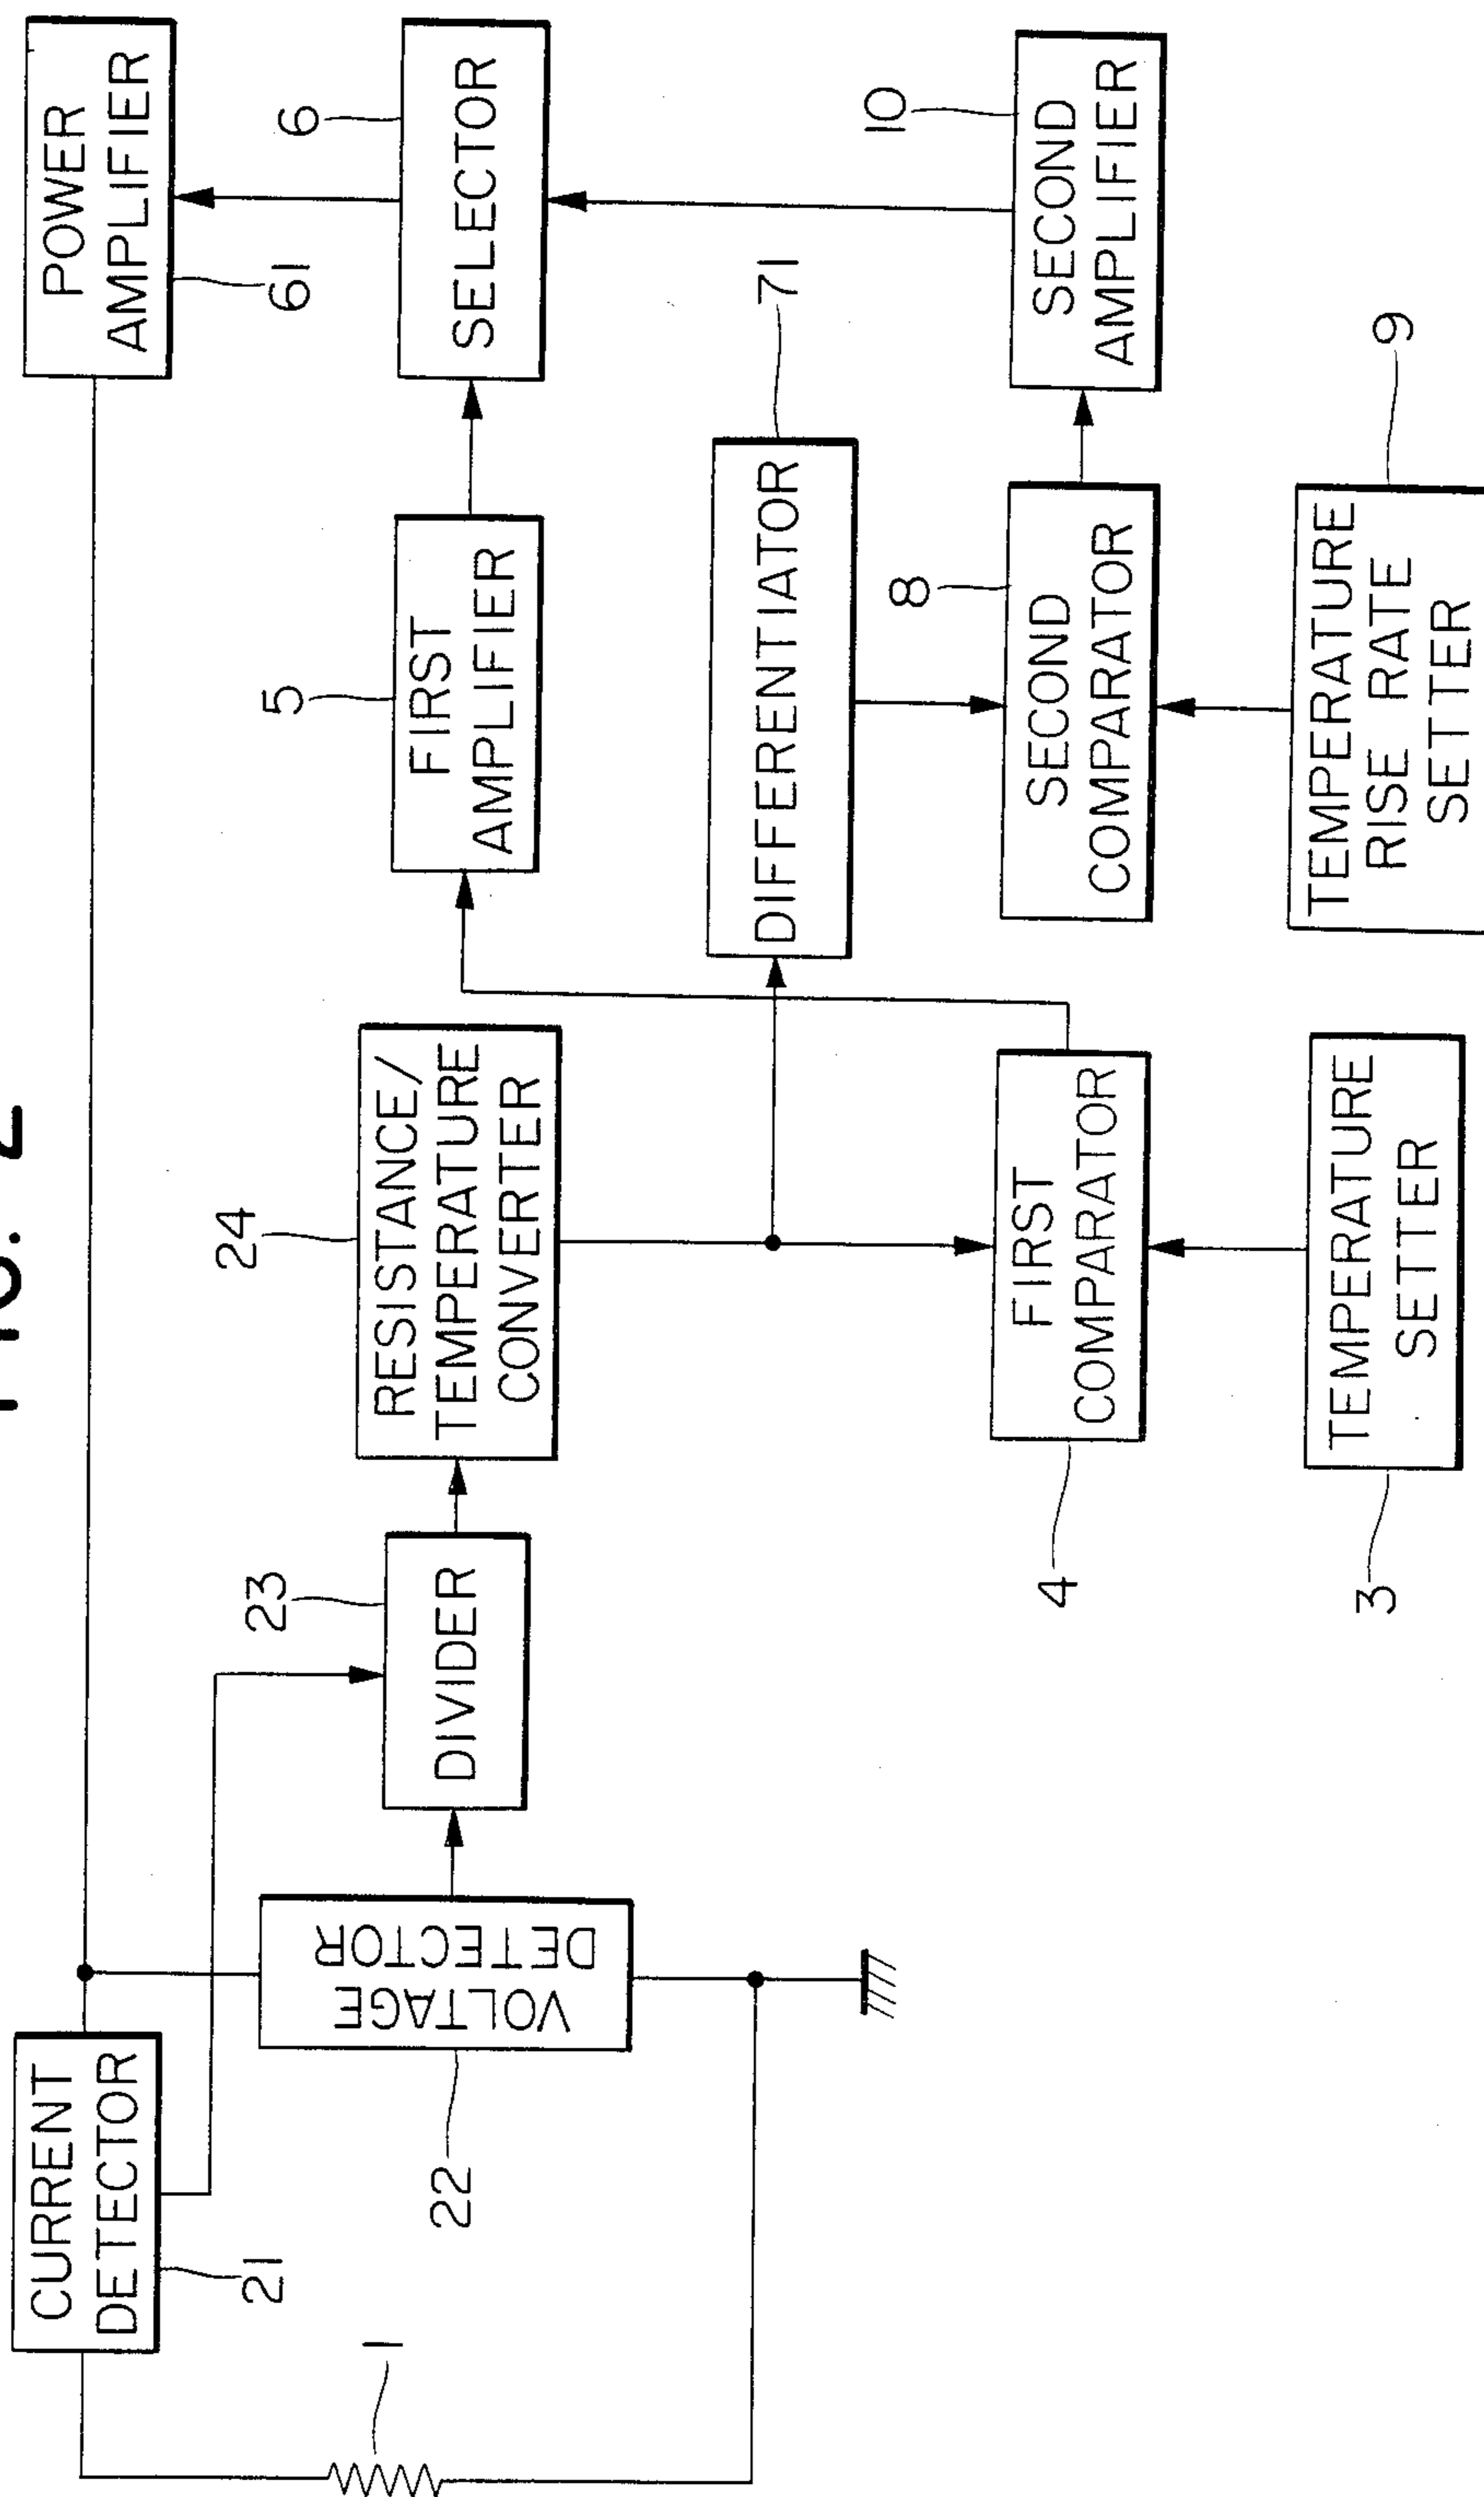 FIG. 2
CURRENT
DETECTOR
21
1
VOLTAGE
DETECTOR
22
DIVIDER
23
RESISTANCE/
TEMPERATURE
CONVERTER
24
FIRST
COMPARATOR
4
TEMPERATURE
SETTER
3
FIRST
AMPLIFIER
5
DIFFERENTIATOR
71
SECOND
COMPARATOR
8
TEMPERATURE
RISE RATE
SETTER
9
POWER
AMPLIFIER
61
SELECTOR
6
SECOND
AMPLIFIER
10